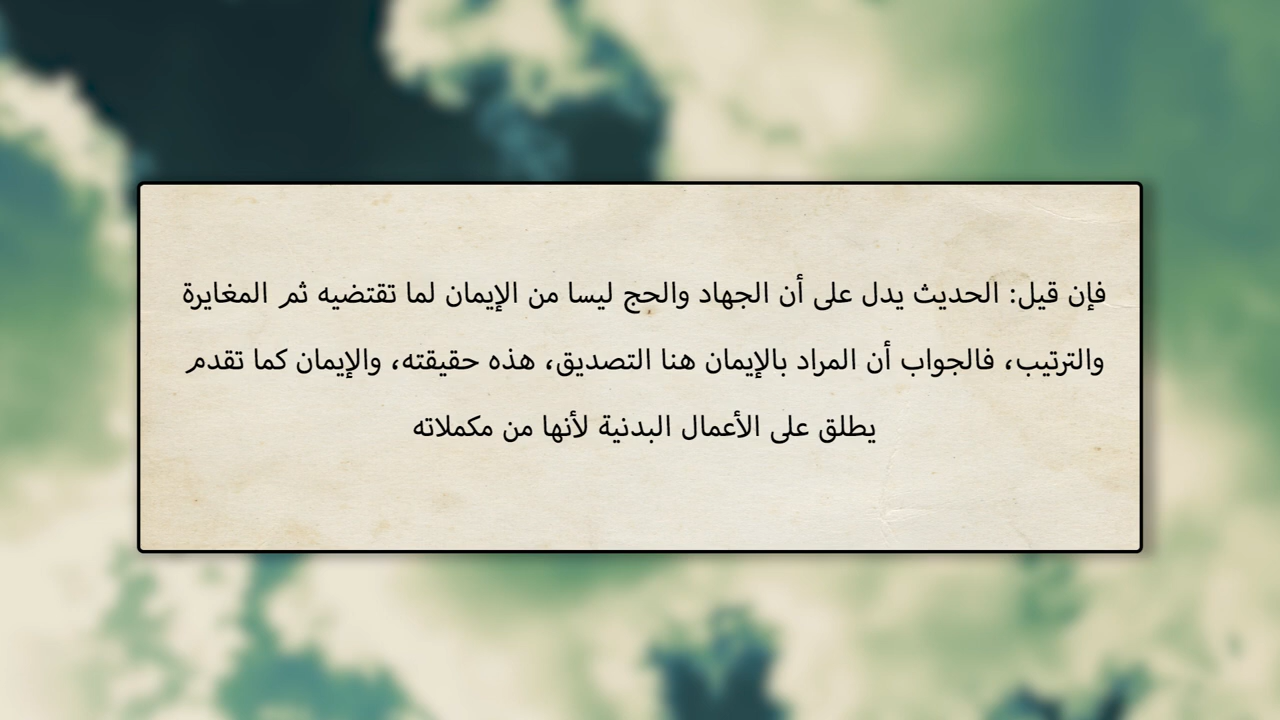 فإن قيل: الحديث يدل على أن الجهاد والحج ليسا من الإيمان لما تقتضيه ثم المغايرة
والترتيب، فالجواب أن المراد بالإيمان هنا التصديق، هذه حقيقته، والإيمان كما تقدم
يطلق على الأعمال البدنية لأنها من مكملاته